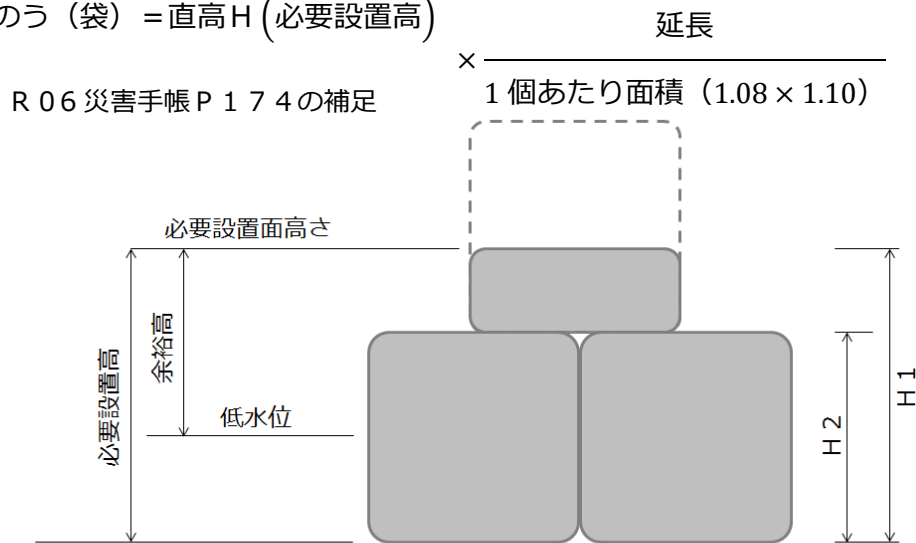 のう（袋）＝直高H（必要設置高）
× 延長
1個あたり面積（1.08 × 1.10）
R06災害手帳P174の補足
必要設置面高さ
余裕高
必要設置高
低水位
H1
H2